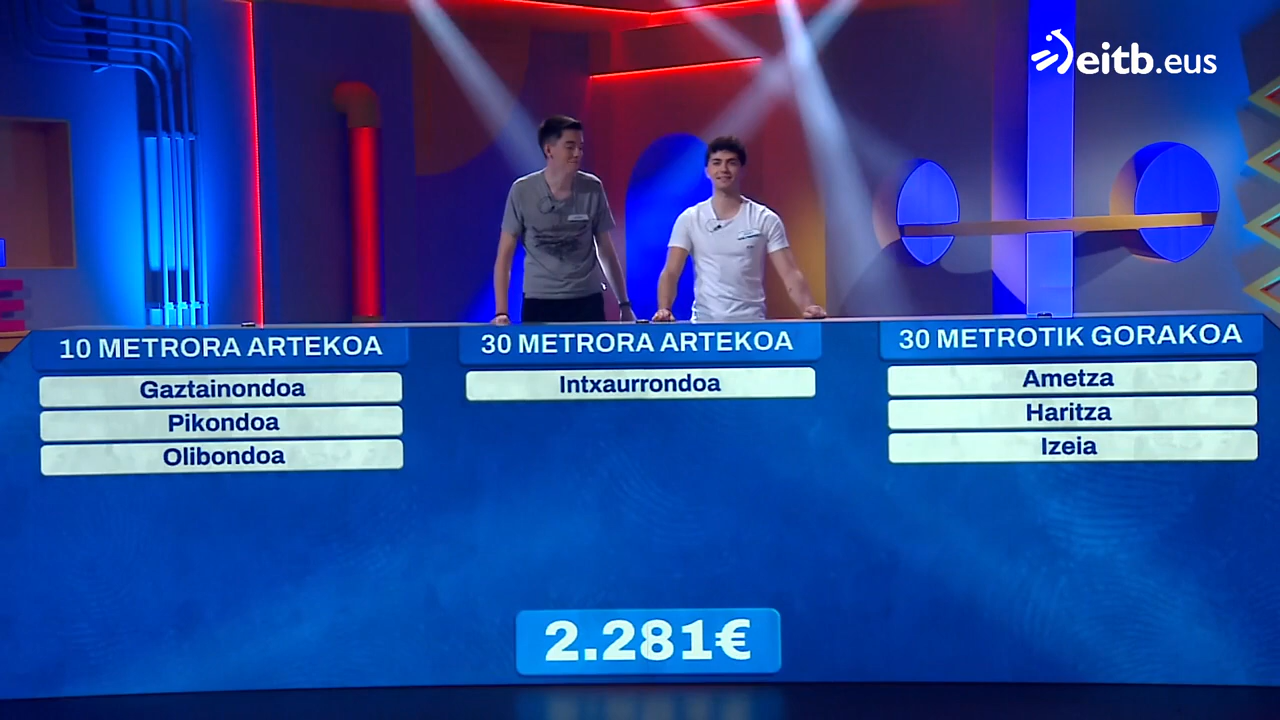 eitb.eus
10 METRORA ARTEKOA
Gaztainondoa
Pikondoa
Olibondoa
30 METRORA ARTEKOA
Intxaurrondoa
30 METROTIK GORAKOA
Ametza
Haritza
Izeia
2.281€